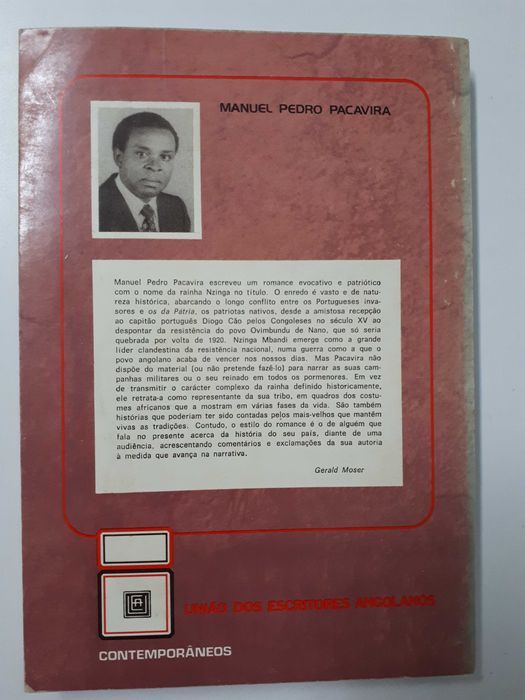 MANUEL PEDRO PACAVIRA
Manuel Pedro Pacavira escreveu um romance evocativo e patriótico
com o nome da rainha Nzinga no título. O enredo é vasto e de natu-
reza histórica, abarcando o longo conflito entre os Portugueses inva-
sores e os da Pátria, os patriotas nativos, desde a amistosa recepção
ao capitão português Diogo Cão pelos Congoleses no século XV ao
despontar da resistência do povo Ovimbundu de Nano, que só seria
quebrada por volta de 1920. Nzinga Mbandi emerge como a grande
líder clandestina da resistência nacional, numa guerra como a que o
povo angolano acaba de vencer nos nossos dias. Mas Pacavira não
dispõe do material (ou não pretende fazê-lo) para narrar as suas cam-
panhas militares ou o seu reinado em todos os pormenores. Em vez
de transmitir o carácter complexo da rainha definido historicamente,
ele retrata-a como representante da sua tribo, em quadros dos costu-
mes africanos que a mostram em várias fases da vida. São também
histórias que poderiam ter sido contadas pelos mais-velhos que mantêm
vivas as tradições. Contudo, o estilo do romance é o de alguém que
fala no presente acerca da história do seu país, diante de uma
audiência, acrescentando comentários e exclamações da sua autoria
à medida que avança na narrativa.
Gerald Moser
UNIÃO DOS ESCRITORES ANGOLANOS
CONTEMPORÂNEOS